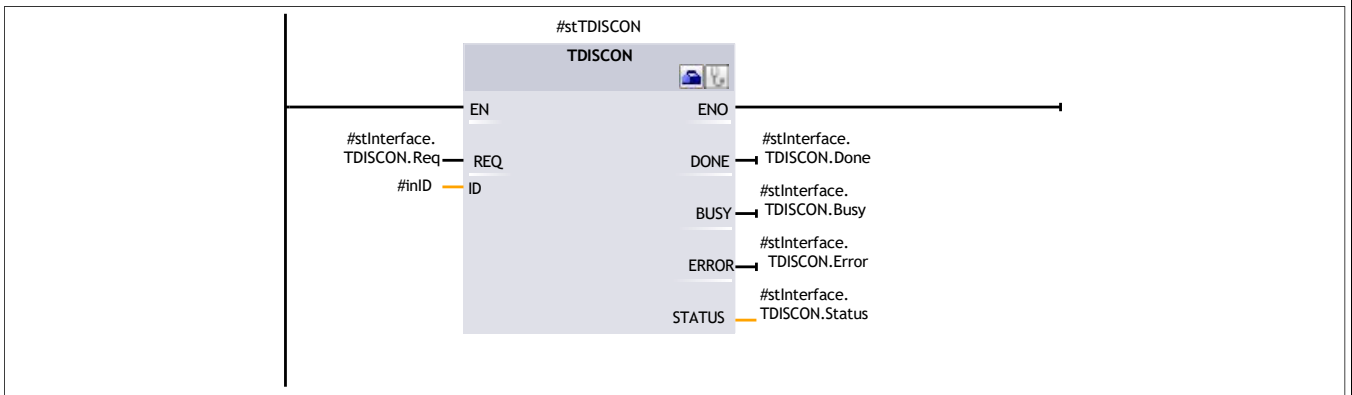 #stTDISCON
TDISCON
EN
ENO
#stInterface.
TDISCON.Req
REQ
DONE
#stInterface.
TDISCON.Done
#inID
ID
BUSY
#stInterface.
TDISCON.Busy
ERROR
#stInterface.
TDISCON.Error
STATUS
#stInterface.
TDISCON.Status